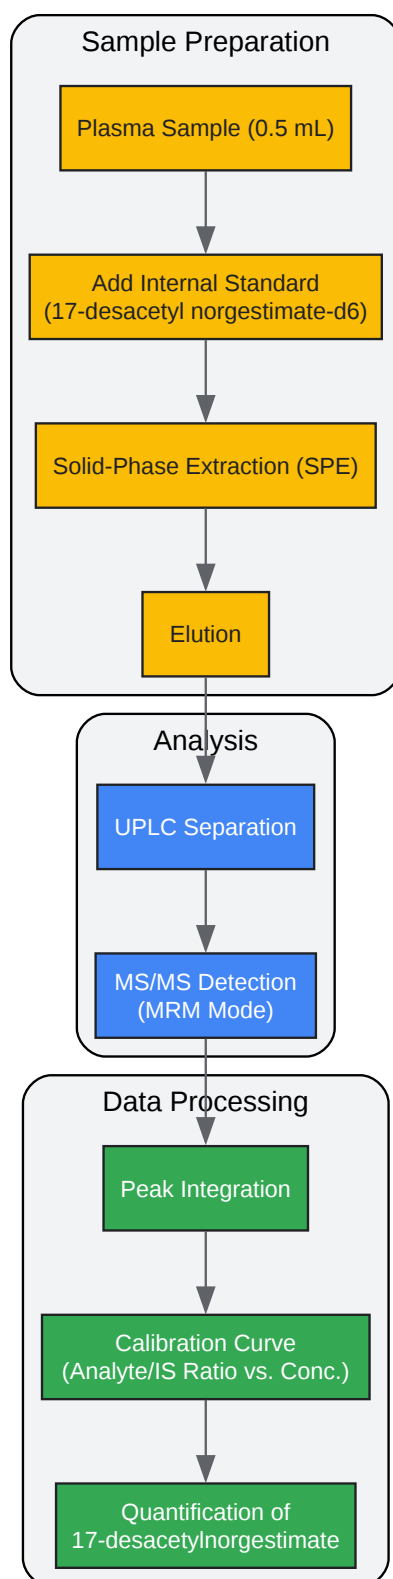 Sample Preparation
Plasma Sample (0.5 mL)
Add Internal Standard
(17-desacetyl norgestimate-d6)
Solid-Phase Extraction (SPE)
Elution
Analysis
UPLC Separation
MS/MS Detection
(MRM Mode)
Data Processing
Peak Integration
Calibration Curve
(Analyte/IS Ratio vs. Conc.)
Quantification of
17-desacetylnorgestimate